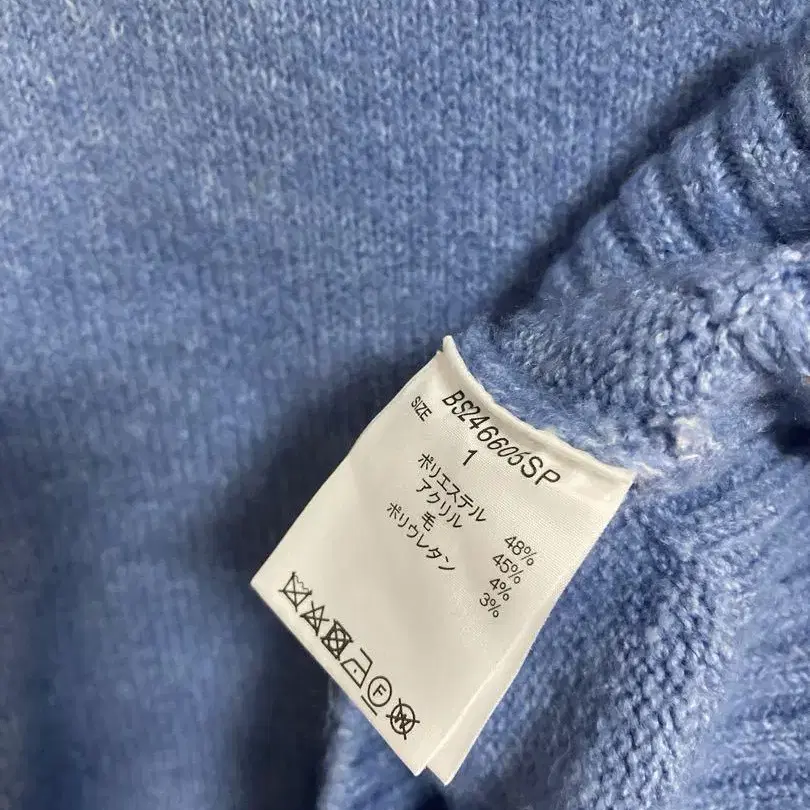 BS246605SP
SIZE 1
ポリエステル 48%
アクリル 45%
毛 4%
ポリウレタン 3%
F W